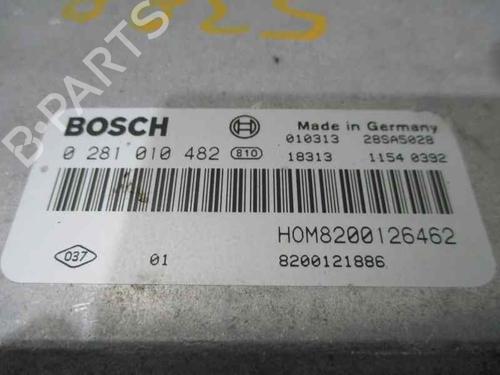 B-PARTS
BOSCH
Made in Germany
0 281 010 482 810
010313 28SA5028
18313 1154 0392
HOM8200126462
037 01 8200121886